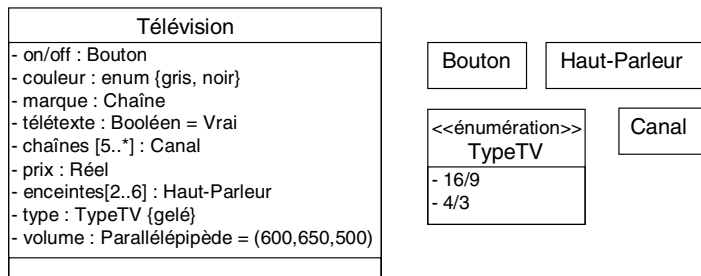 Télévision
- on/off : Bouton
- couleur : enum {gris, noir}
- marque : Chaîne
- télétexte : Booléen = Vrai
- chaînes [5..*] : Canal
- prix : Réel
- enceintes[2..6] : Haut-Parleur
- type : TypeTV {gelé}
- volume : Parallélépipède = (600,650,500)
Bouton
Haut-Parleur
<<énumération>>
TypeTV
- 16/9
- 4/3
Canal